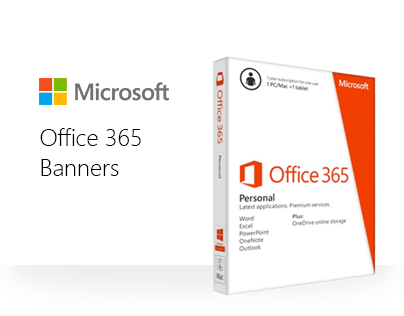 Microsoft
Office 365
Banners
Office 365
Personal
1 year subscription for one user
1 PC/Mac +1 tablet
Office 365
Personal
Latest applications. Premium services.
Word
Excel
PowerPoint
OneNote
Outlook
Plus:
OneDrive online storage
Mac